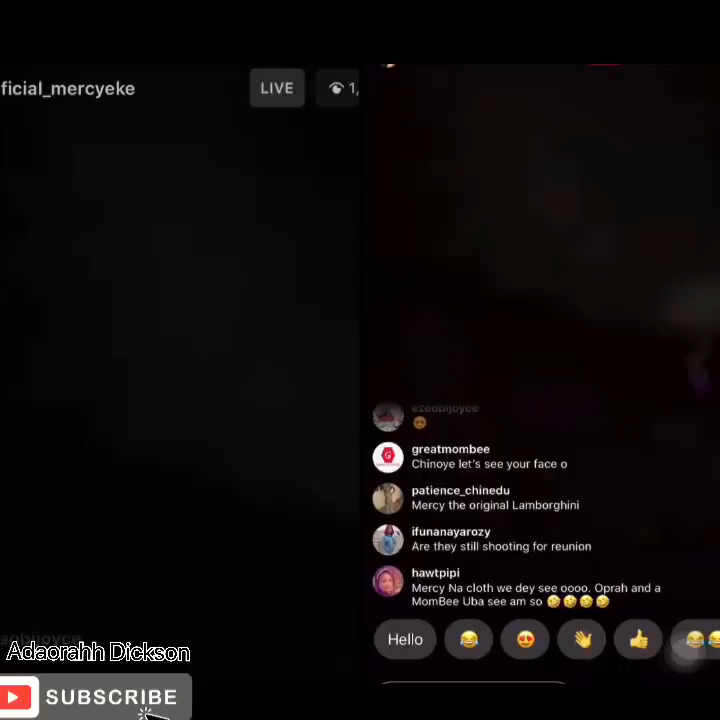 ficial_mercyeke
LIVE
1,
ezeobijoyce
greatmombee
Chinoye let's see your face o
patience_chinedu
Mercy the original Lamborghini
ifunanayarozy
Are they still shooting for reunion
hawtpipi
Mercy Na cloth we dey see oooo. Oprah and a
MomBee Uba see am so 🤣🤣🤣🤣
Hello
Adaorahh Dickson
SUBSCRIBE